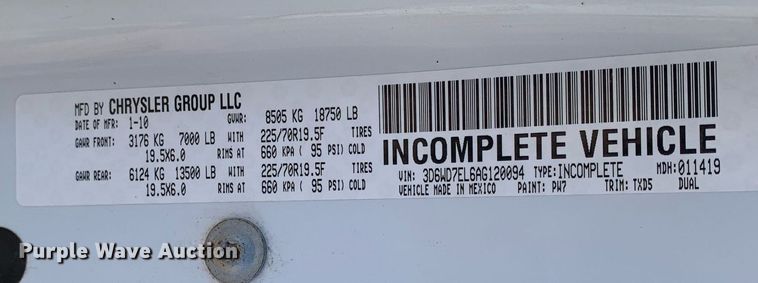 MFD BY CHRYSLER GROUP LLC
DATE OF MFR: 1-10 GVWR: 8505 KG 18750 LB
GAWR FRONT: 3176 KG 7000 LB WITH 225/70R19.5F TIRES
19.5X6.0 RIMS AT 660 KPA ( 95 PSI) COLD
GAWR REAR: 6124 KG 13500 LB WITH 225/70R19.5F TIRES
19.5X6.0 RIMS AT 660 KPA ( 95 PSI) COLD
INCOMPLETE VEHICLE
VIN: 3D6WD7EL6AG120094 TYPE: INCOMPLETE MDH: 011419
VEHICLE MADE IN MEXICO PAINT: PW7 TRIM: TXD5 DUAL
Purple Wave Auction